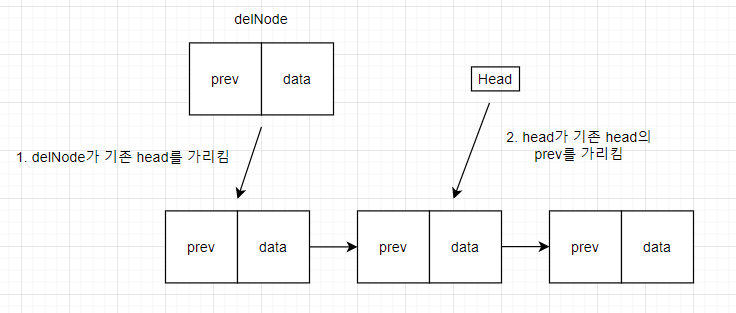 delNode
prev data
Head
1. delNode가 기존 head를 가리킴
2. head가 기존 head의
prev를 가리킴
prev data
prev data
prev data